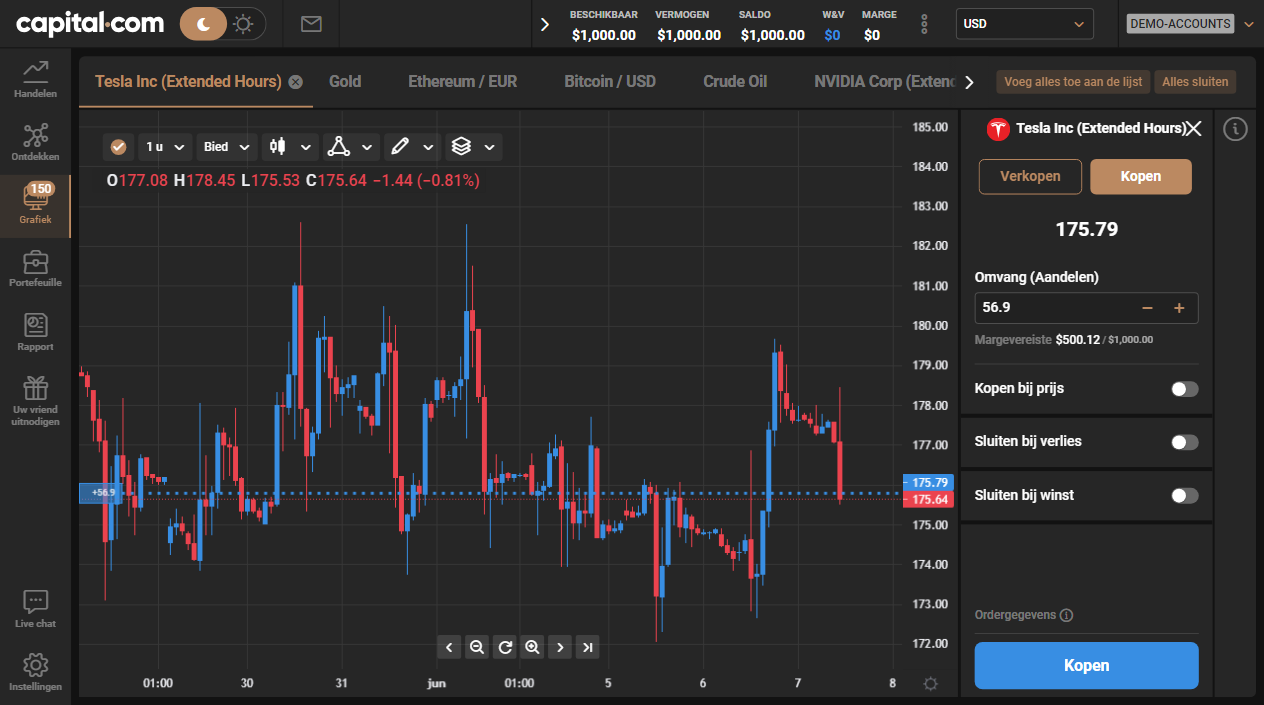 capital.com
BESCHIKBAAR VERMOGEN SALDO W&V MARGE
$1,000.00 $1,000.00 $1,000.00 $0 $0
USD
DEMO-ACCOUNTS
Handelen
Ontdekken
150
Grafiek
Portefeuille
Rapport
Uw vriend
uitnodigen
Live chat
Instellingen
Tesla Inc (Extended Hours) Gold Ethereum / EUR Bitcoin / USD Crude Oil NVIDIA Corp (Extend
Voeg alles toe aan de lijst Alles sluiten
1 u Bied
O177.08 H178.45 L175.53 C175.64 −1.44 (−0.81%)
185.00
184.00
183.00
182.00
181.00
180.00
179.00
178.00
177.00
175.79
175.64
175.00
174.00
173.00
172.00
+56.9
01:00 30 31 jun 01:00 5 6 7 8
Tesla Inc (Extended Hours)
Verkopen Kopen
175.79
Omvang (Aandelen)
56.9 − +
Margevereiste $500.12 / $1,000.00
Kopen bij prijs
Sluiten bij verlies
Sluiten bij winst
Ordergegevens
Kopen